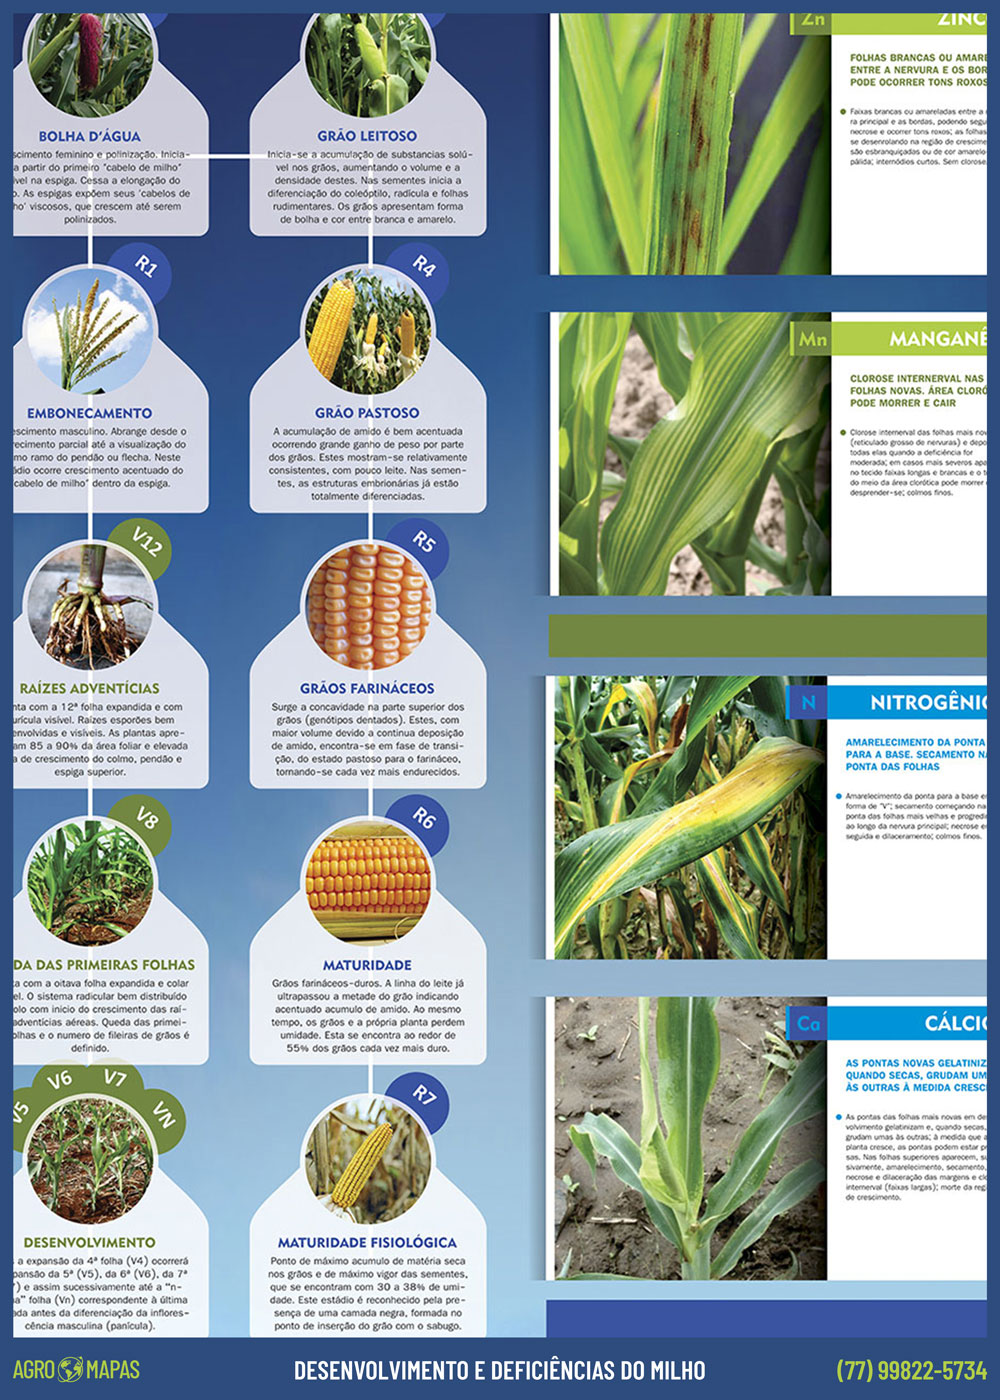 BOLHA D'ÁGUA
scimento feminino e polinização. Inicia-
a partir do primeiro "cabelo de milho"
vel na espiga. Cessa a elongação do
o. As espigas expõem seus 'cabelos de
ho' viscosos, que crescem até serem
polinizados.
R1
EMBONECAMENTO
escimento masculino. Abrange desde o
recimento parcial até a visualização do
mo ramo do pendão ou flecha. Neste
ádio ocorre crescimento acentuado do
"cabelo de milho" dentro da espiga.
V12
RAÍZES ADVENTÍCIAS
nta com a 12ª folha expandida e com
urícula visível. Raízes esporões bem
envolvidas e visíveis. As plantas apre-
am 85 a 90% da área foliar e elevada
a de crescimento do colmo, pendão e
espiga superior.
V8
DA DAS PRIMEIRAS FOLHAS
ta com a oitava folha expandida e colar
el. O sistema radicular bem distribuído
olo com inicio do crescimento das raí-
adventícias aéreas. Queda das primei-
olhas e o numero de fileiras de grãos é
definido.
V5
V6
V7
VN
DESENVOLVIMENTO
a expansão da 4ª folha (V4) ocorrerá
pansão da 5ª (V5), da 6ª (V6), da 7ª
') e assim sucessivamente até a "n-
a" folha (Vn) correspondente à última
ada antes da diferenciação da inflores-
cência masculina (panícula).
GRÃO LEITOSO
Inicia-se a acumulação de substancias solú-
vel nos grãos, aumentando o volume e a
densidade destes. Nas sementes inicia a
diferenciação do coleóptilo, radícula e folhas
rudimentares. Os grãos apresentam forma
de bolha e cor entre branca e amarelo.
R4
GRÃO PASTOSO
A acumulação de amido é bem acentuada
ocorrendo grande ganho de peso por parte
dos grãos. Estes mostram-se relativamente
consistentes, com pouco leite. Nas semen-
tes, as estruturas embrionárias já estão
totalmente diferenciadas.
R5
GRÃOS FARINÁCEOS
Surge a concavidade na parte superior dos
grãos (genótipos dentados). Estes, com
maior volume devido a continua deposição
de amido, encontra-se em fase de transi-
ção, do estado pastoso para o farináceo,
tornando-se cada vez mais endurecidos.
R6
MATURIDADE
Grãos farináceos-duros. A linha do leite já
ultrapassou a metade do grão indicando
acentuado acumulo de amido. Ao mesmo
tempo, os grãos e a própria planta perdem
umidade. Esta se encontra ao redor de
55% dos grãos cada vez mais duro.
R7
MATURIDADE FISIOLÓGICA
Ponto de máximo acumulo de matéria seca
nos grãos e de máximo vigor das sementes,
que se encontram com 30 a 38% de umi-
dade. Este estádio é reconhecido pela pre-
sença de uma camada negra, formada no
ponto de inserção do grão com o sabugo.
Zn
ZINC
FOLHAS BRANCAS OU AMARE
ENTRE A NERVURA E OS BOR
PODE OCORRER TONS ROXOS
Faixas brancas ou amareladas entre a
ra principal e as bordas, podendo segu
necrose e ocorrer tons roxos; as folhas
se desenrolando na região de crescime
são esbranquiçadas ou de cor amarelo
pálida; internódios curtos. Sem clorose
Mn
MANGANÊ
CLOROSE INTERNERVAL NAS
FOLHAS NOVAS. ÁREA CLORÓ
PODE MORRER E CAIR
Clorose internerval das folhas mais nov
(reticulado grosso de nervuras) e depo
todas elas quando a deficiência for
moderada; em casos mais severos apa
no tecido faixas longas e brancas e o t
do meio da área clorótica pode morrer
desprender-se; colmos finos.
N
NITROGÊNIO
AMARELECIMENTO DA PONTA
PARA A BASE. SECAMENTO NA
PONTA DAS FOLHAS
Amarelecimento da ponta para a base e
forma de "V"; secamento começando na
ponta das folhas mais velhas e progredi
ao longo da nervura principal; necrose e
seguida e dilaceramento; colmos finos.
Ca
CÁLCIO
AS PONTAS NOVAS GELATINIZ
QUANDO SECAS, GRUDAM UM
ÀS OUTRAS À MEDIDA CRESC
As pontas das folhas mais novas em de
volvimento gelatinizam e, quando secas,
grudam umas às outras; à medida que a
planta cresce, as pontas podem estar p
sas. Nas folhas superiores aparecem, su
sivamente, amarelecimento, secamento,
necrose e dilaceração das margens e clo
internerval (faixas largas); morte da reg
de crescimento.
AGRO MAPAS
DESENVOLVIMENTO E DEFICIÊNCIAS DO MILHO
(77) 99822-5734